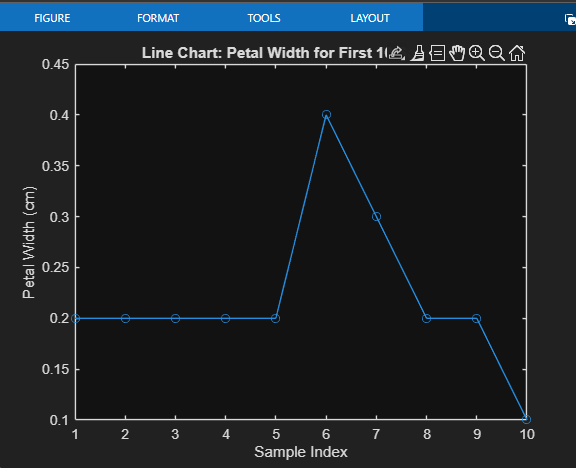 FIGURE FORMAT TOOLS LAYOUT
Line Chart: Petal Width for First
0.45
0.4
0.35
0.3
0.25
0.2
0.15
0.1
Petal Width (cm)
1 2 3 4 5 6 7 8 9 10
Sample Index